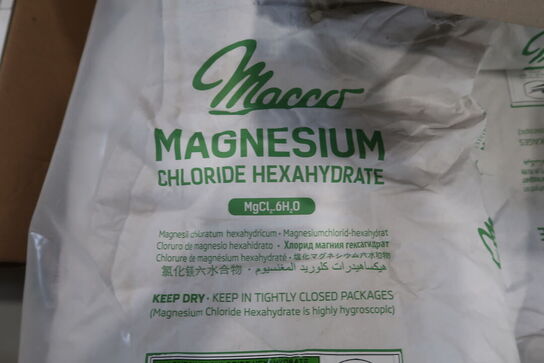 Macco
MAGNESIUM
CHLORIDE HEXAHYDRATE
MgCl₂.6H₂O
Magnesii chloratum hexahydricum · Magnesiumchlorid-hexahydrat
Cloruro de magnesio hexahidrato · Хлорид магния гексагидрат
Chlorure de magnésium hexahydraté · 塩化マグネシウム六水和物
氯化镁六水合物 · هيكساهيدرات كلوريد المغنسيوم
KEEP DRY · KEEP IN TIGHTLY CLOSED PACKAGES
(Magnesium Chloride Hexahydrate is highly hygroscopic)